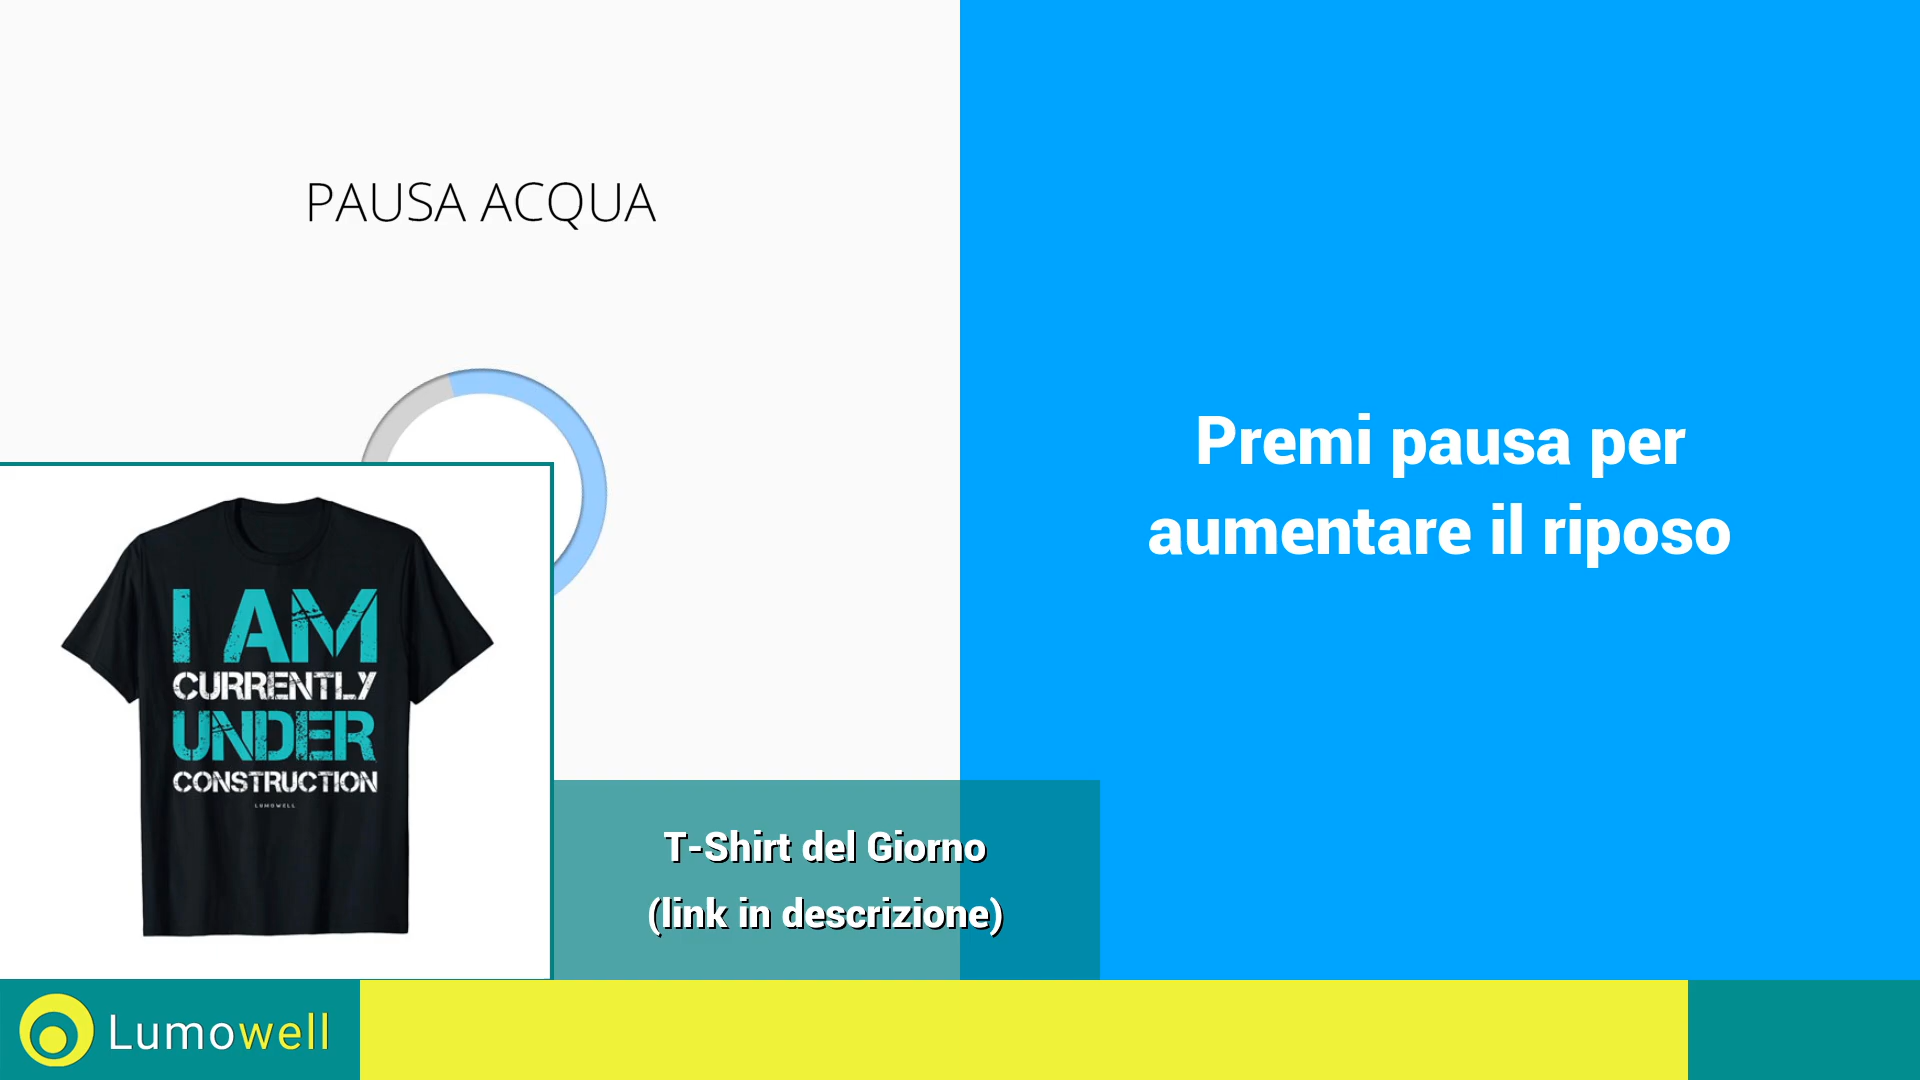 PAUSA ACQUA
Premi pausa per
aumentare il riposo
I AM
CURRENTLY
UNDER
CONSTRUCTION
LUMOWELL
T-Shirt del Giorno
(link in descrizione)
Lumowell